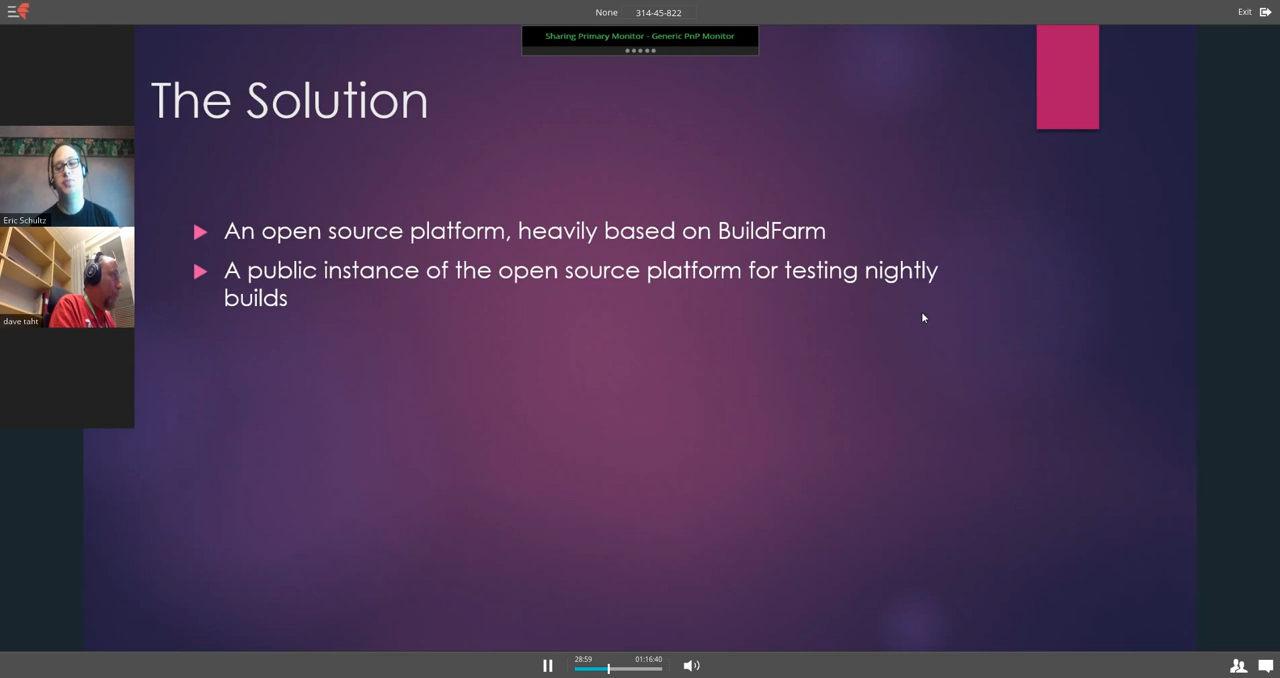 None 314-45-822
Exit
Sharing Primary Monitor - Generic PnP Monitor
The Solution
Eric Schultz
An open source platform, heavily based on BuildFarm
A public instance of the open source platform for testing nightly
builds
dave taht
28:59 01:16:40